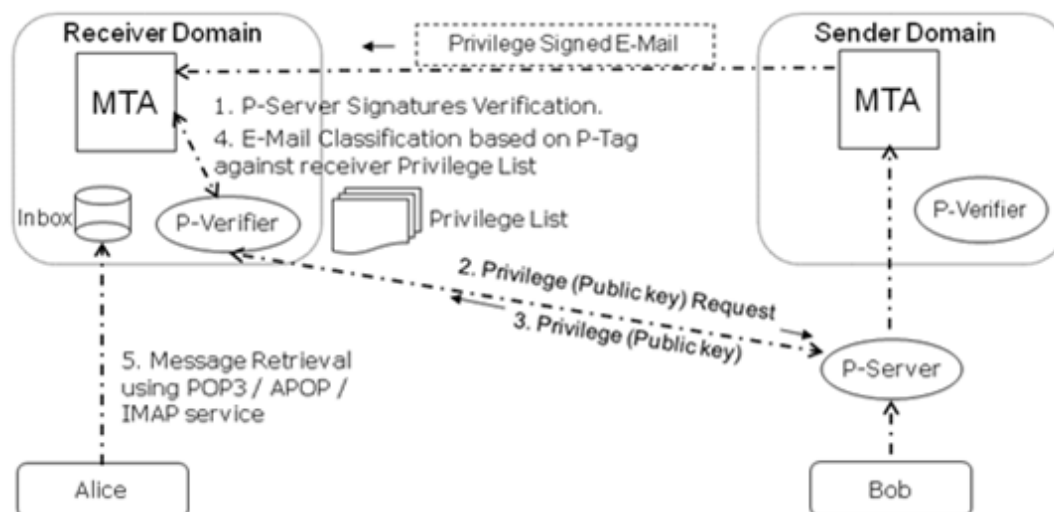 Receiver Domain
Privilege Signed E-Mail
Sender Domain
MTA
MTA
1. P-Server Signatures Verification.
4. E-Mail Classification based on P-Tag
against receiver Privilege List
Inbox
P-Verifier
Privilege List
P-Verifier
2. Privilege (Public key) Request
3. Privilege (Public key)
5. Message Retrieval
using POP3 / APOP /
IMAP service
P-Server
Alice
Bob